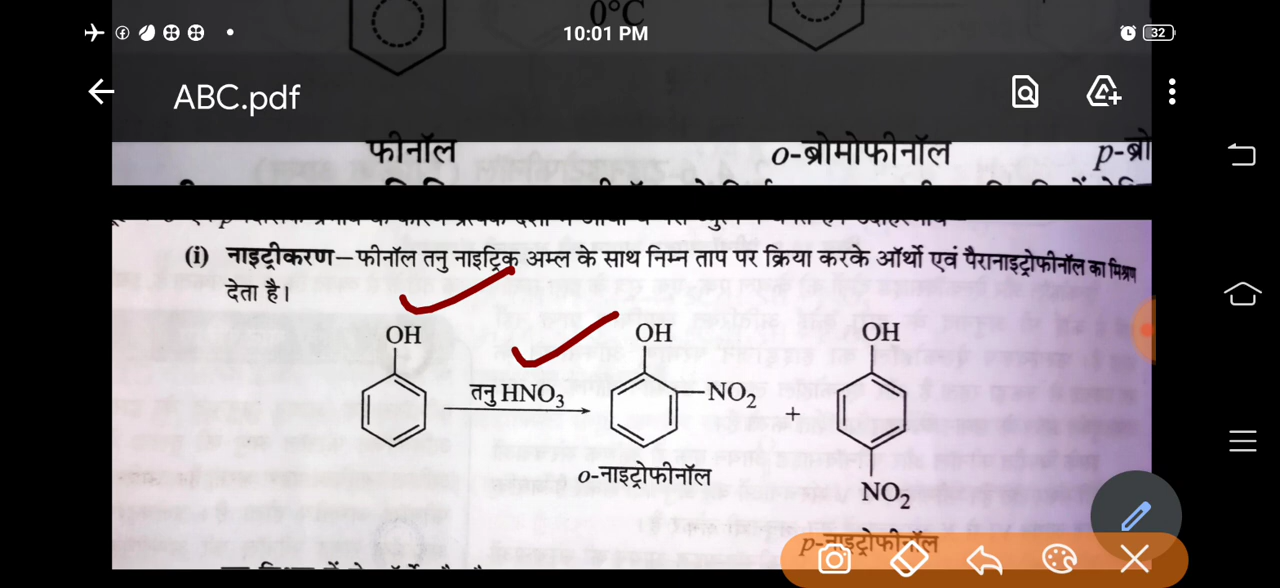 0°C
10:01 PM
32
ABC.pdf
फीनॉल
o-ब्रोमोफीनॉल
p-ब्रो
(i) नाइट्रीकरण–फीनॉल तनु नाइट्रिक अम्ल के साथ निम्न ताप पर क्रिया करके ऑर्थो एवं पैरानाइट्रोफीनॉल का मिश्रण
देता है।
OH
OH
OH
तनु HNO₃
NO₂
+
o-नाइट्रोफीनॉल
NO₂
p-नाइट्रोफीनॉल